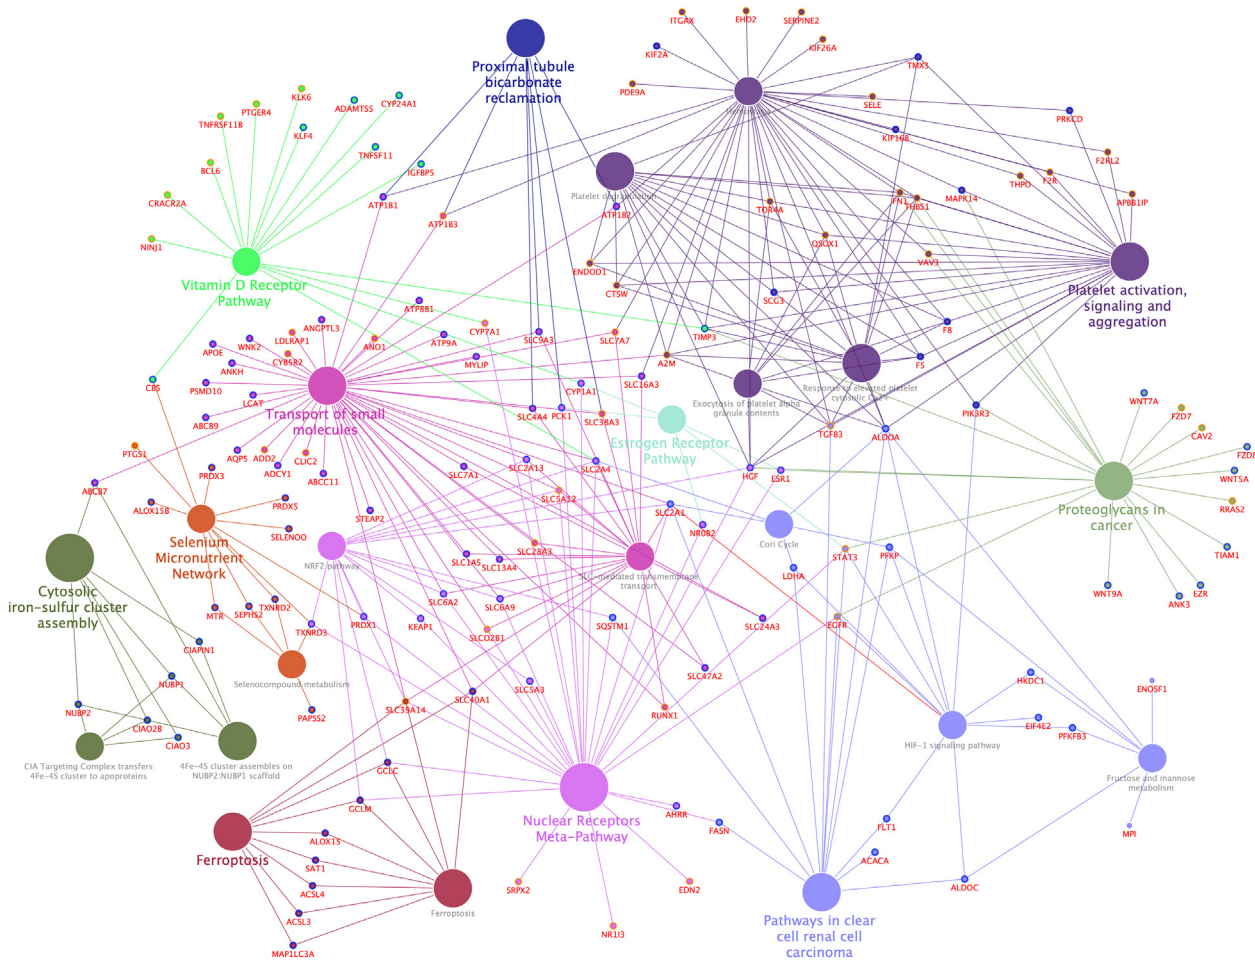 ITGAX
EHD2
SERPINE2
KIF2A
KIF26A
TMX3
Proximal tubule
bicarbonate
reclamation
KLK6
PTGER4
ADAMTS5
CYP24A1
PDE9A
SELE
PRKCD
TNFRSF11B
KLF4
TNFSF11
KIF16B
BCL6
IGFBP5
F2RL2
THPO
F2R
CRACR2A
ATP1B1
Platelet degranulation
ATP1B2
TOR4A
FN1
THBS1
MAPK14
APBB1IP
ATP1B3
NINJ1
QSOX1
VAV3
ENDOD1
Vitamin D Receptor
Pathway
CTSW
SCG3
Platelet activation,
signaling and
aggregation
ATP8B1
ANGPTL3
CYP7A1
TIMP3
F8
APOE
WNK2
LDLRAP1
ANO1
ATP9A
SLC9A3
SLC7A7
ANKH
CYB5R2
MYLIP
A2M
F5
CBS
PSMD10
SLC16A3
LCAT
CYP1A1
Exocytosis of platelet alpha
granule contents
Response to elevated platelet
cytosolic Ca2+
ABCB9
Transport of small
molecules
SLC4A4
PCK1
SLC38A3
PIK3R3
WNT7A
FZD7
CAV2
TGFB3
ALDOA
Estrogen Receptor
Pathway
PTGS1
AQP5
ADD2
CLIC2
ADCY1
ABCC11
PRDX3
SLC7A1
SLC2A13
SLC2A4
HGF
ESR1
FZD8
WNT5A
ABCB7
SLC5A12
RRAS2
ALOX15B
PRDX5
STEAP2
SLC2A1
Proteoglycans in
cancer
SELENOO
NR0B2
Cori Cycle
Selenium
Micronutrient
Network
NRF2 pathway
SLC28A3
SLC1A5
SLC13A4
SLC-mediated transmembrane
transport
STAT3
PFKP
TIAM1
LDHA
Cytosolic
iron-sulfur cluster
assembly
WNT9A
EZR
ANK3
MTR
SEPHS2
TXNRD2
SLC6A2
SLC6A9
TXNRD3
PRDX1
KEAP1
SLCO2B1
SQSTM1
SLC24A3
EGFR
CIAPIN1
NUBP1
Selenocompound metabolism
SLC5A3
SLC47A2
HKDC1
ENOSF1
NUBP2
PAPSS2
SLC39A14
SLC40A1
RUNX1
CIAO2B
CIAO3
EIF4E2
PFKFB3
HIF-1 signaling pathway
CIA Targeting Complex transfers
4Fe-4S cluster to apoproteins
4Fe-4S cluster assembles on
NUBP2:NUBP1 scaffold
GCLC
Fructose and mannose
metabolism
GCLM
Nuclear Receptors
Meta-Pathway
AHRR
FASN
FLT1
MPI
ALOX15
Ferroptosis
SAT1
ACACA
ACSL4
SRPX2
EDN2
ALDOC
Ferroptosis
ACSL3
NR1I3
Pathways in clear
cell renal cell
carcinoma
MAP1LC3A